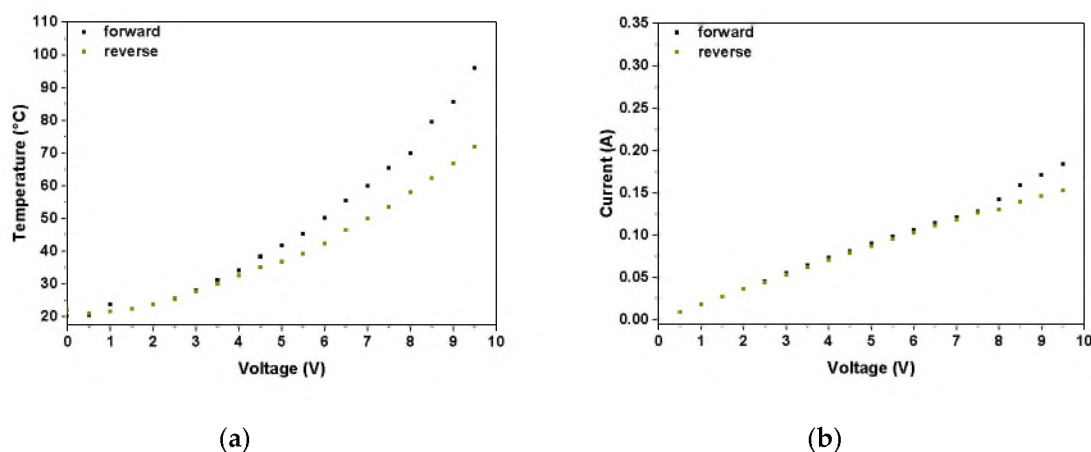 110
100
90
80
70
60
50
40
30
20
Temperature (°C)
forward
reverse
0 1 2 3 4 5 6 7 8 9 10
Voltage (V)
(a)
0.35
0.30
0.25
0.20
0.15
0.10
0.05
0.00
Current (A)
forward
reverse
0 1 2 3 4 5 6 7 8 9 10
Voltage (V)
(b)